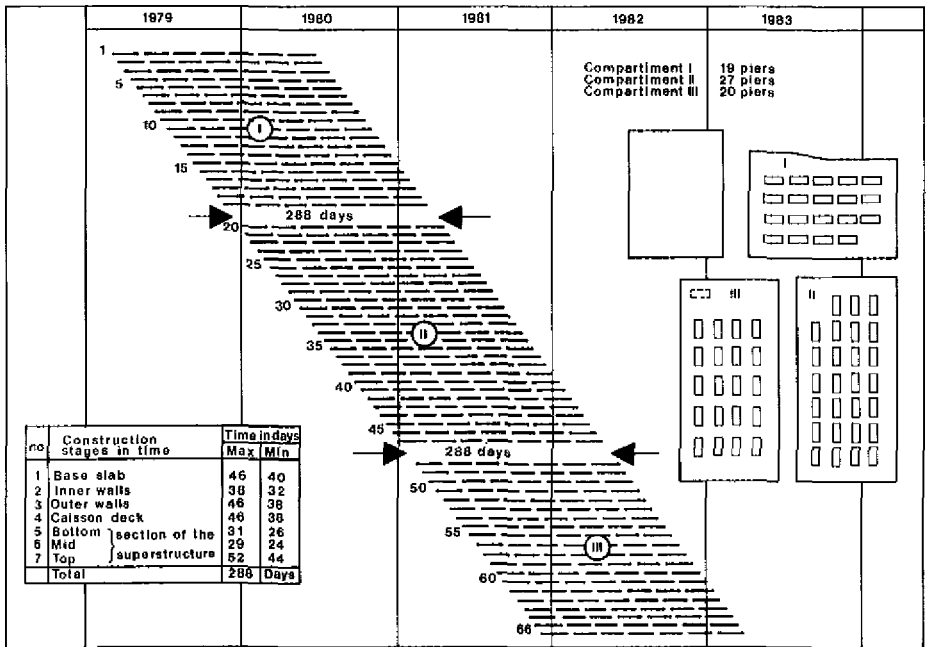 1979 1980 1981 1982 1983
Compartiment I 19 piers
Compartiment II 27 piers
Compartiment III 20 piers
1
5
10
I
15
288 days
20
25
30
II
35
40
45
288 days
50
55
III
60
66
I
III
II
no Construction stages in time Time in days
Max Min
1 Base slab 46 40
2 Inner walls 38 32
3 Outer walls 46 38
4 Caisson deck 46 38
5 Bottom section of the 31 26
6 Mid superstructure 29 24
7 Top 52 44
Total 288 Days